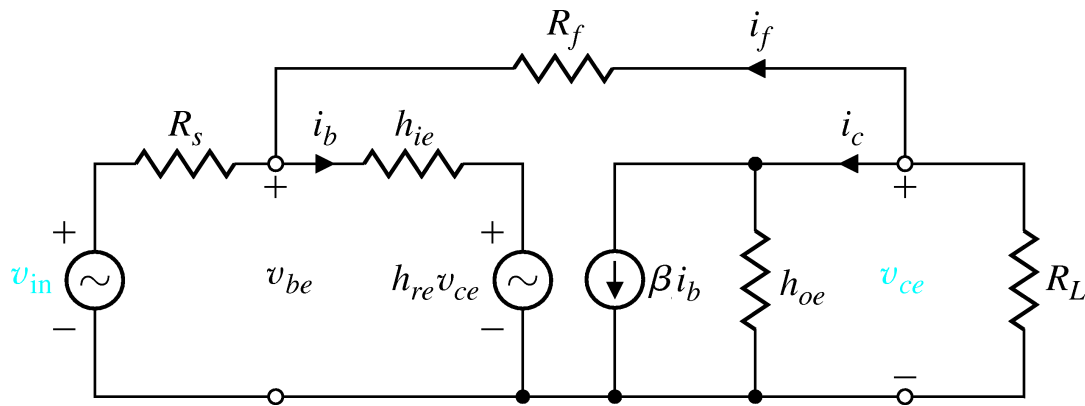 R_f i_f
R_s i_b h_ie i_c
+ +
+ +
v_in v_be h_re v_ce β i_b h_oe v_ce R_L
− −
−